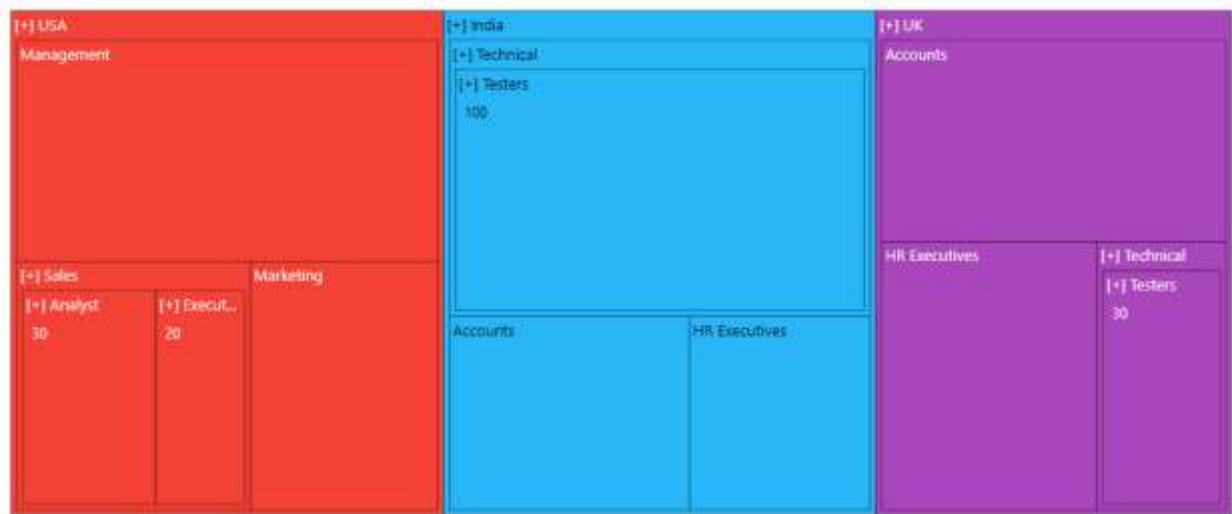 [+] USA
Management
[+] Sales
[+] Analyst
30
[+] Execut...
20
Marketing
[+] India
[+] Technical
[+] Testers
100
Accounts
HR Executives
[+] UK
Accounts
HR Executives
[+] Technical
[+] Testers
30